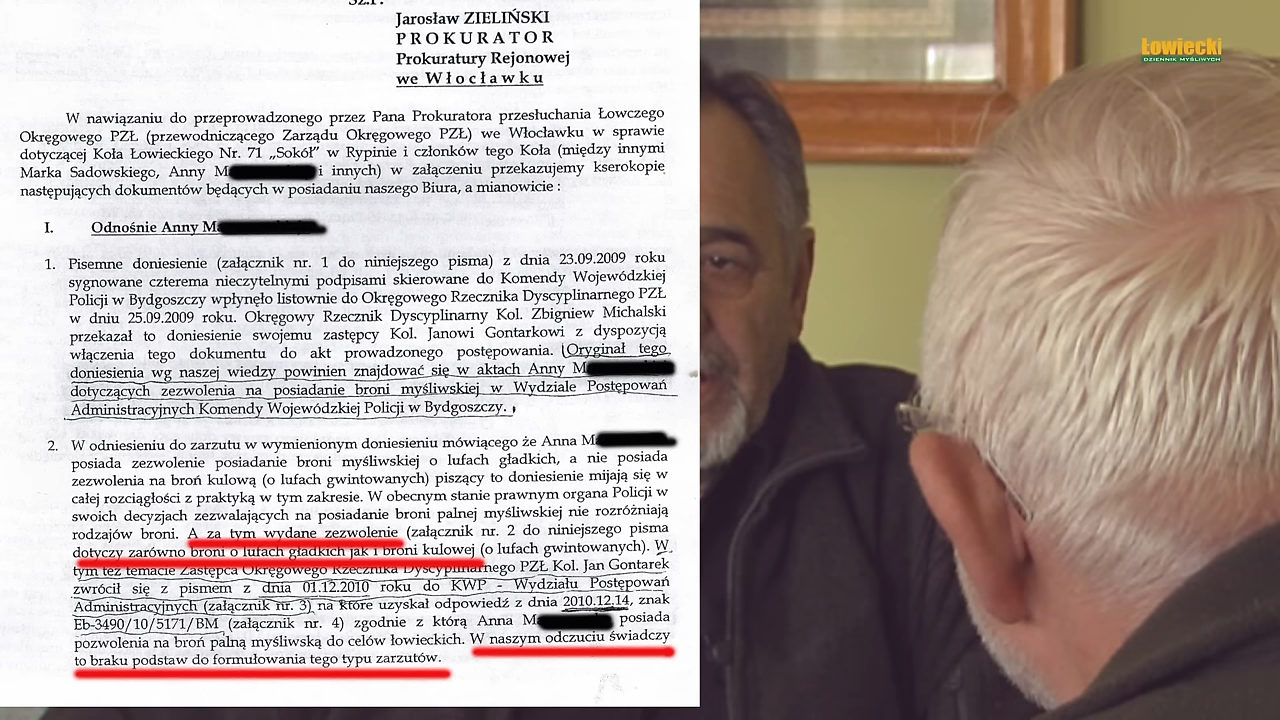 Sz.P.
Jarosław ZIELIŃSKI
PROKURATOR
Prokuratury Rejonowej
we Włocławku
W nawiązaniu do przeprowadzonego przez Pana Prokuratora przesłuchania Łowczego
Okręgowego PZŁ (przewodniczącego Zarządu Okręgowego PZŁ) we Włocławku w sprawie
dotyczącej Koła Łowieckiego Nr. 71 „Sokół" w Rypinie i członków tego Koła (między innymi
Marka Sadowskiego, Anny M i innych) w załączeniu przekazujemy kserokopie
następujących dokumentów będących w posiadaniu naszego Biura, a mianowicie :
I. Odnośnie Anny M
1. Pisemne doniesienie (załącznik nr. 1 do niniejszego pisma) z dnia 23.09.2009 roku
sygnowane czterema nieczytelnymi podpisami skierowane do Komendy Wojewódzkiej
Policji w Bydgoszczy wpłynęło listownie do Okręgowego Rzecznika Dyscyplinarnego PZŁ
w dniu 25.09.2009 roku. Okręgowy Rzecznik Dyscyplinarny Kol. Zbigniew Michalski
przekazał to doniesienie swojemu zastępcy Kol. Janowi Gontarkowi z dyspozycją
włączenia tego dokumentu do akt prowadzonego postępowania. (Oryginał tego
doniesienia wg naszej wiedzy powinien znajdować się w aktach Anny M
dotyczących zezwolenia na posiadanie broni myśliwskiej w Wydziale Postępowań
Administracyjnych Komendy Wojewódzkiej Policji w Bydgoszczy.
2. W odniesieniu do zarzutu w wymienionym doniesieniu mówiącego że Anna M
posiada zezwolenie posiadanie broni myśliwskiej o lufach gładkich, a nie posiada
zezwolenia na broń kulową (o lufach gwintowanych) piszący to doniesienie mijają się w
całej rozciągłości z praktyką w tym zakresie. W obecnym stanie prawnym organa Policji w
swoich decyzjach zezwalających na posiadanie broni palnej myśliwskiej nie rozróżniają
rodzajów broni. A za tym wydane zezwolenie (załącznik nr. 2 do niniejszego pisma
dotyczy zarówno broni o lufach gładkich jak i broni kulowej (o lufach gwintowanych). W
tym też temacie Zastępca Okręgowego Rzecznika Dyscyplinarnego PZŁ Kol. Jan Gontarek
zwrócił się z pismem z dnia 01.12.2010 roku do KWP - Wydziału Postępowań
Administracyjnych (załącznik nr. 3) na które uzyskał odpowiedź z dnia 2010.12.14, znak
Eb-3490/10/5171/BM (załącznik nr. 4) zgodnie z którą Anna M posiada
pozwolenia na broń palną myśliwską do celów łowieckich. W naszym odczuciu świadczy
to braku podstaw do formułowania tego typu zarzutów.
Łowiecki
DZIENNIK MYŚLIWYCH